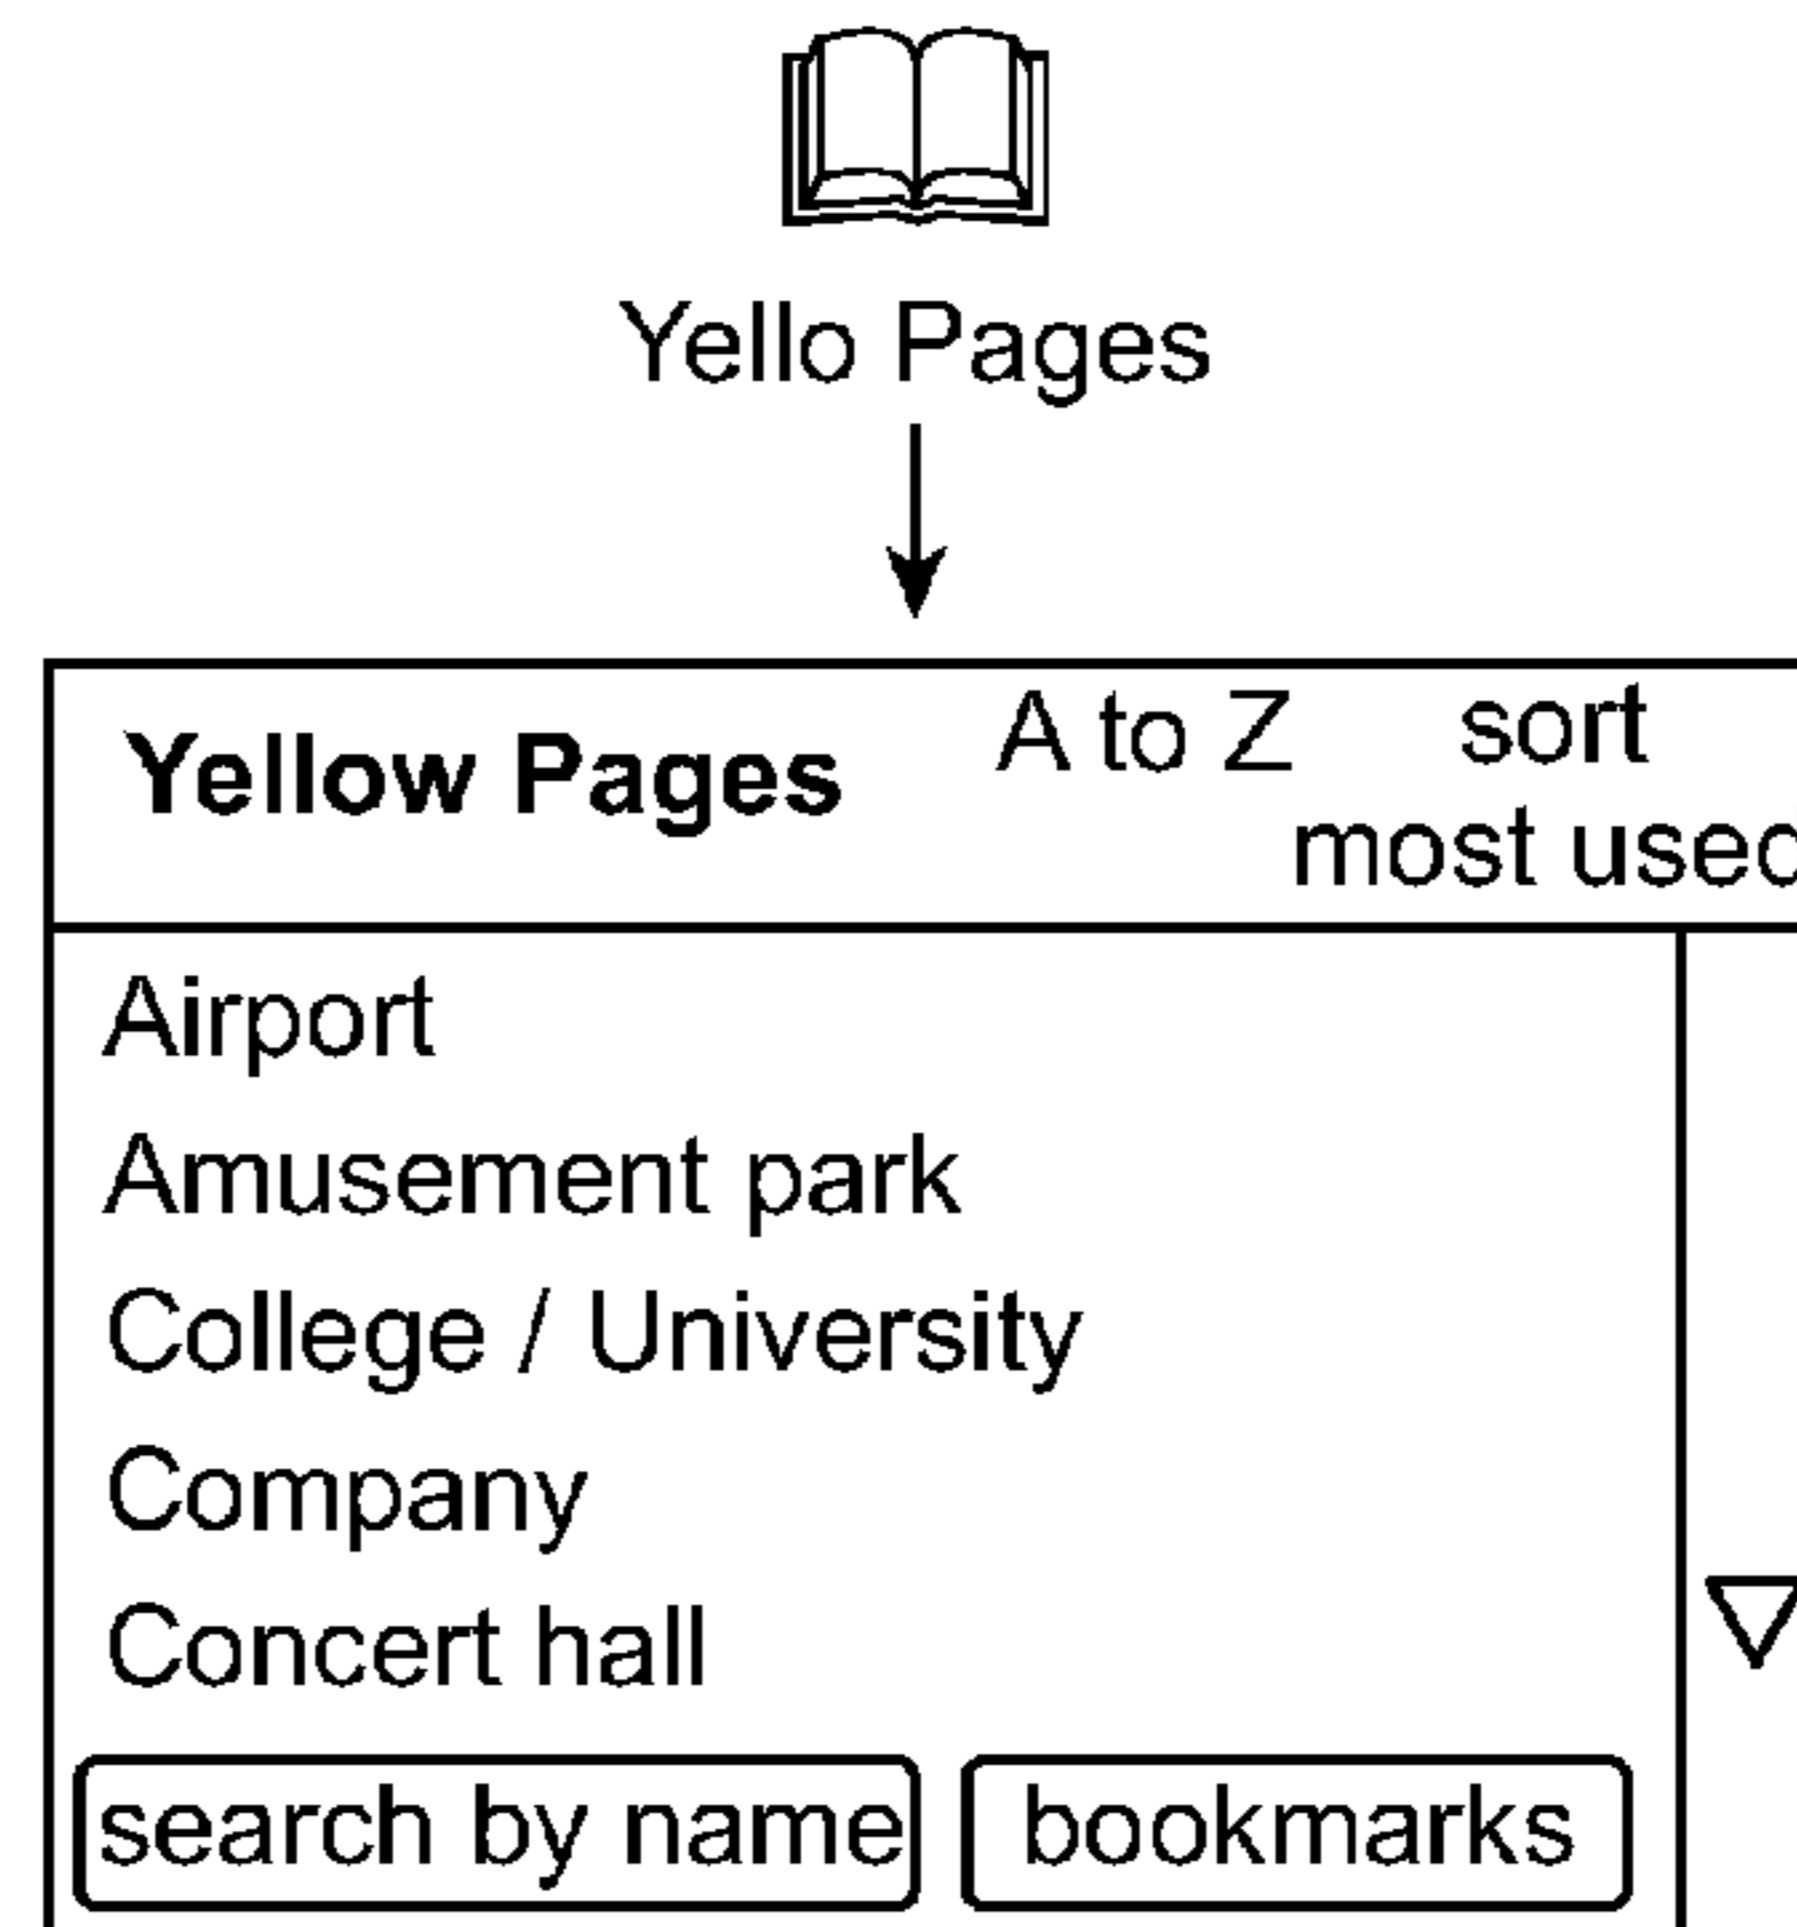 Yello Pages
Yellow Pages A to Z sort
most used
Airport
Amusement park
College / University
Company
Concert hall
search by name bookmarks